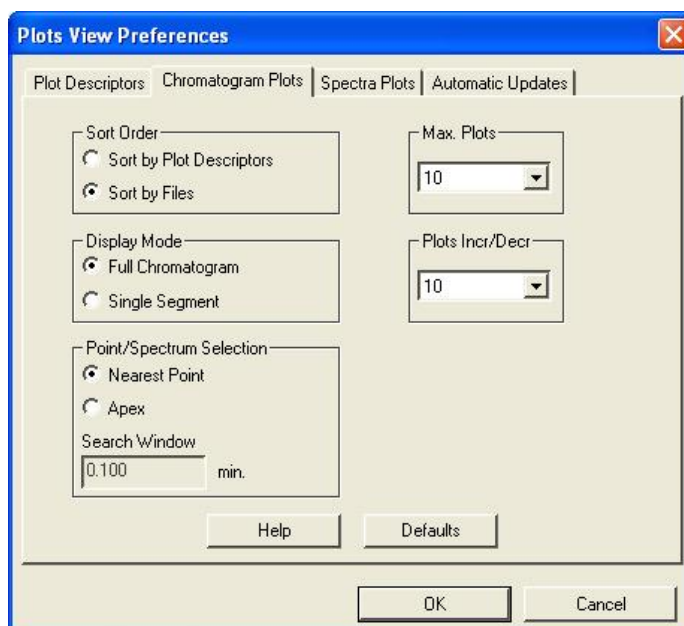 Plots View Preferences
Plot Descriptors Chromatogram Plots Spectra Plots Automatic Updates
Sort Order
Sort by Plot Descriptors
Sort by Files
Max. Plots
10
Display Mode
Full Chromatogram
Single Segment
Plots Incr/Decr
10
Point/Spectrum Selection
Nearest Point
Apex
Search Window
0.100 min.
Help Defaults
OK Cancel